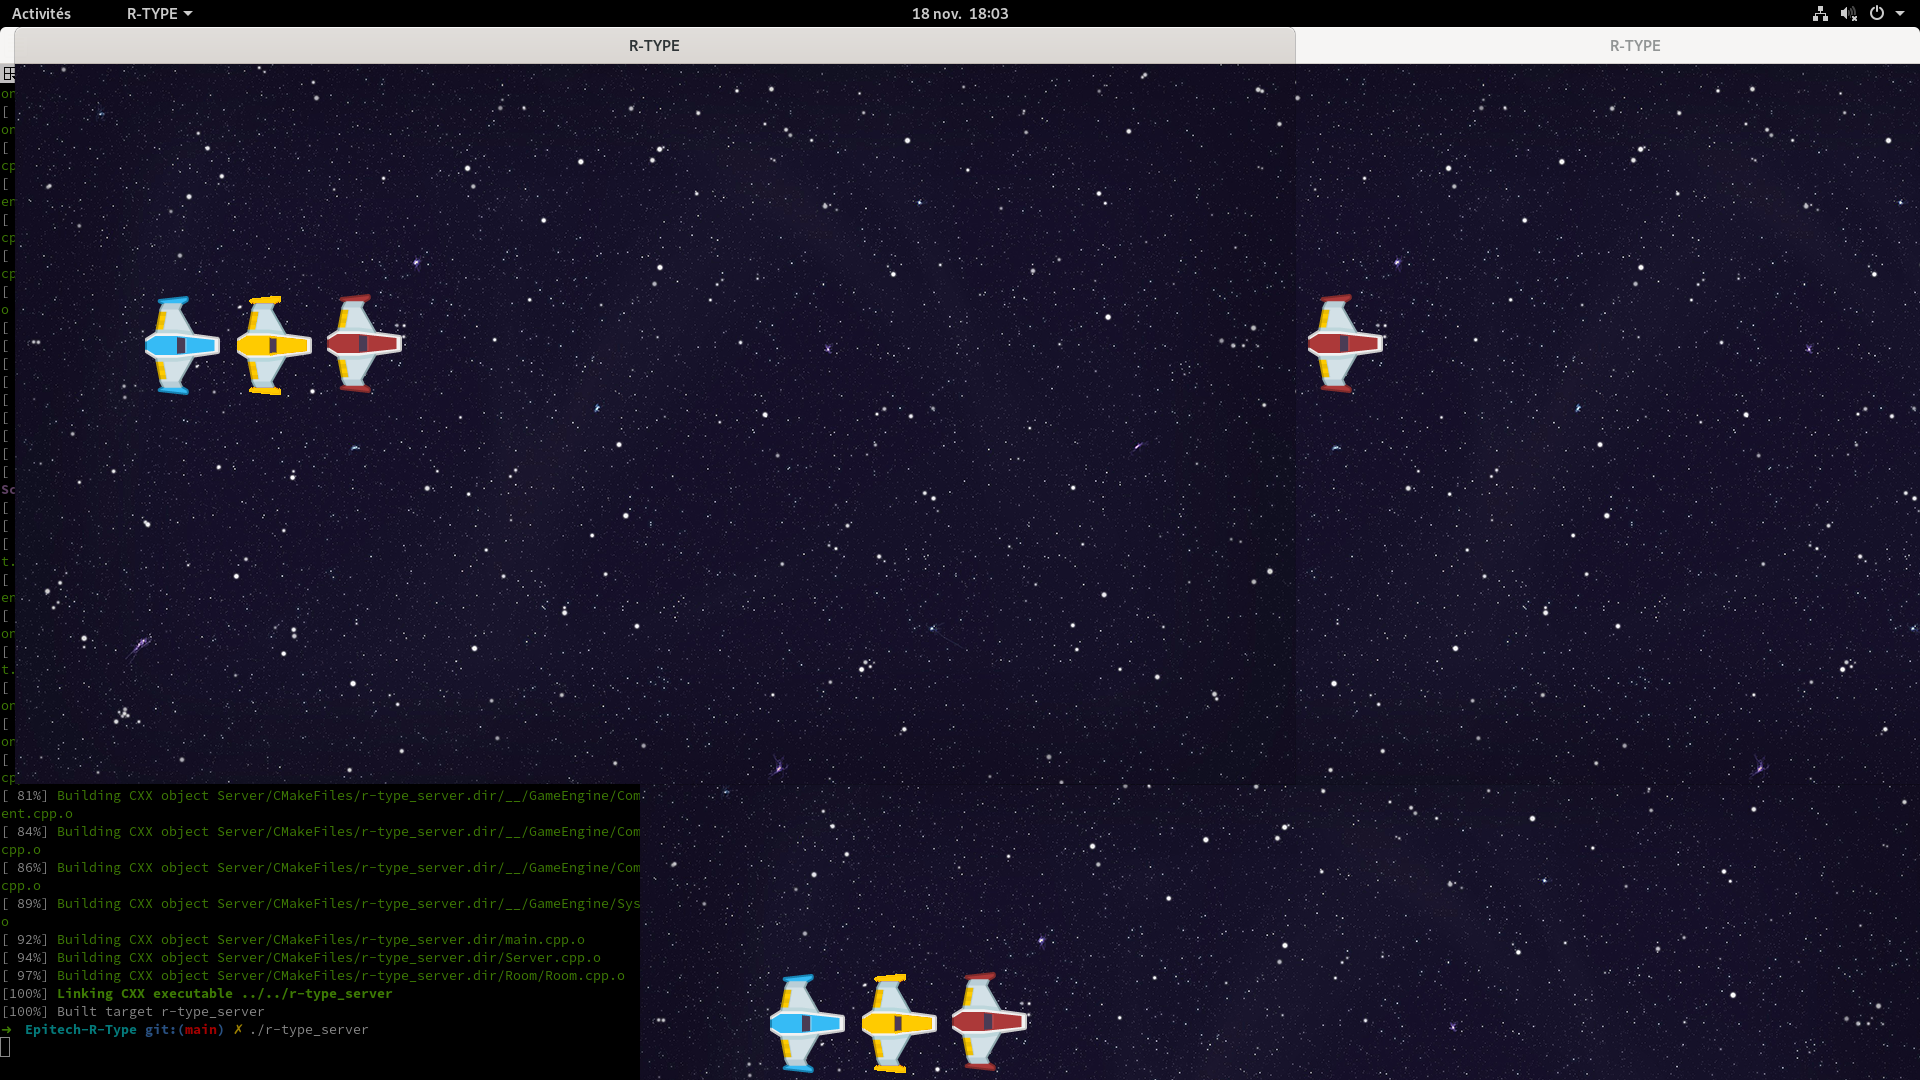 Activités R-TYPE 18 nov. 18:03
R-TYPE R-TYPE
or
[
or
[
cp
[
er
[
cp
[
cp
[
o
[
[
[
[
[
[
[
[
[
Sc
[
[
[
t.
[
er
[
or
[
t.
[
or
[
or
[
cp
[ 81%] Building CXX object Server/CMakeFiles/r-type_server.dir/__/GameEngine/Com
ent.cpp.o
[ 84%] Building CXX object Server/CMakeFiles/r-type_server.dir/__/GameEngine/Com
cpp.o
[ 86%] Building CXX object Server/CMakeFiles/r-type_server.dir/__/GameEngine/Com
cpp.o
[ 89%] Building CXX object Server/CMakeFiles/r-type_server.dir/__/GameEngine/Sys
o
[ 92%] Building CXX object Server/CMakeFiles/r-type_server.dir/main.cpp.o
[ 94%] Building CXX object Server/CMakeFiles/r-type_server.dir/Server.cpp.o
[ 97%] Building CXX object Server/CMakeFiles/r-type_server.dir/Room/Room.cpp.o
[100%] Linking CXX executable ../../r-type_server
[100%] Built target r-type_server
➜ Epitech-R-Type git:(main) ✗ ./r-type_server